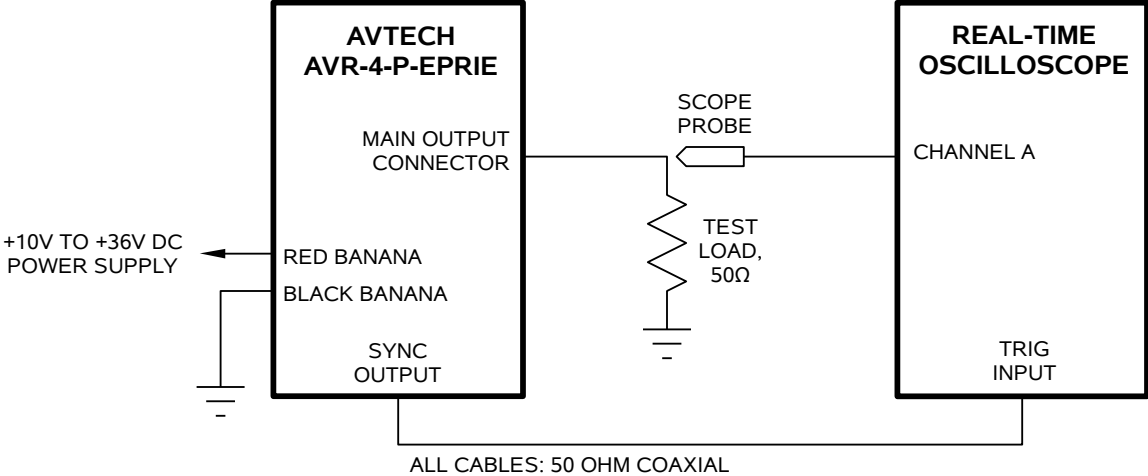 AVTECH
AVR-4-P-EPRIE
REAL-TIME
OSCILLOSCOPE
SCOPE
PROBE
MAIN OUTPUT
CONNECTOR
CHANNEL A
+10V TO +36V DC
POWER SUPPLY
RED BANANA
BLACK BANANA
TEST
LOAD,
50Ω
SYNC
OUTPUT
TRIG
INPUT
ALL CABLES: 50 OHM COAXIAL